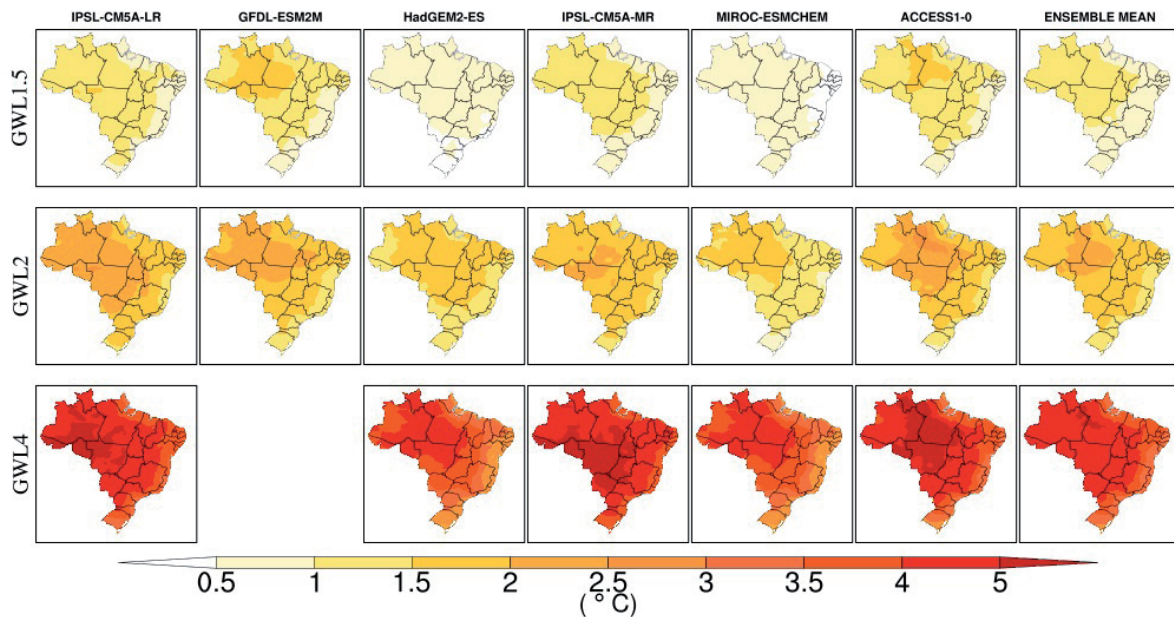 IPSL-CM5A-LR GFDL-ESM2M HadGEM2-ES IPSL-CM5A-MR MIROC-ESMCHEM ACCESS1-0 ENSEMBLE MEAN
GWL1.5
GWL2
GWL4
0.5 1 1.5 2 2.5 3 3.5 4 5
( ° C)